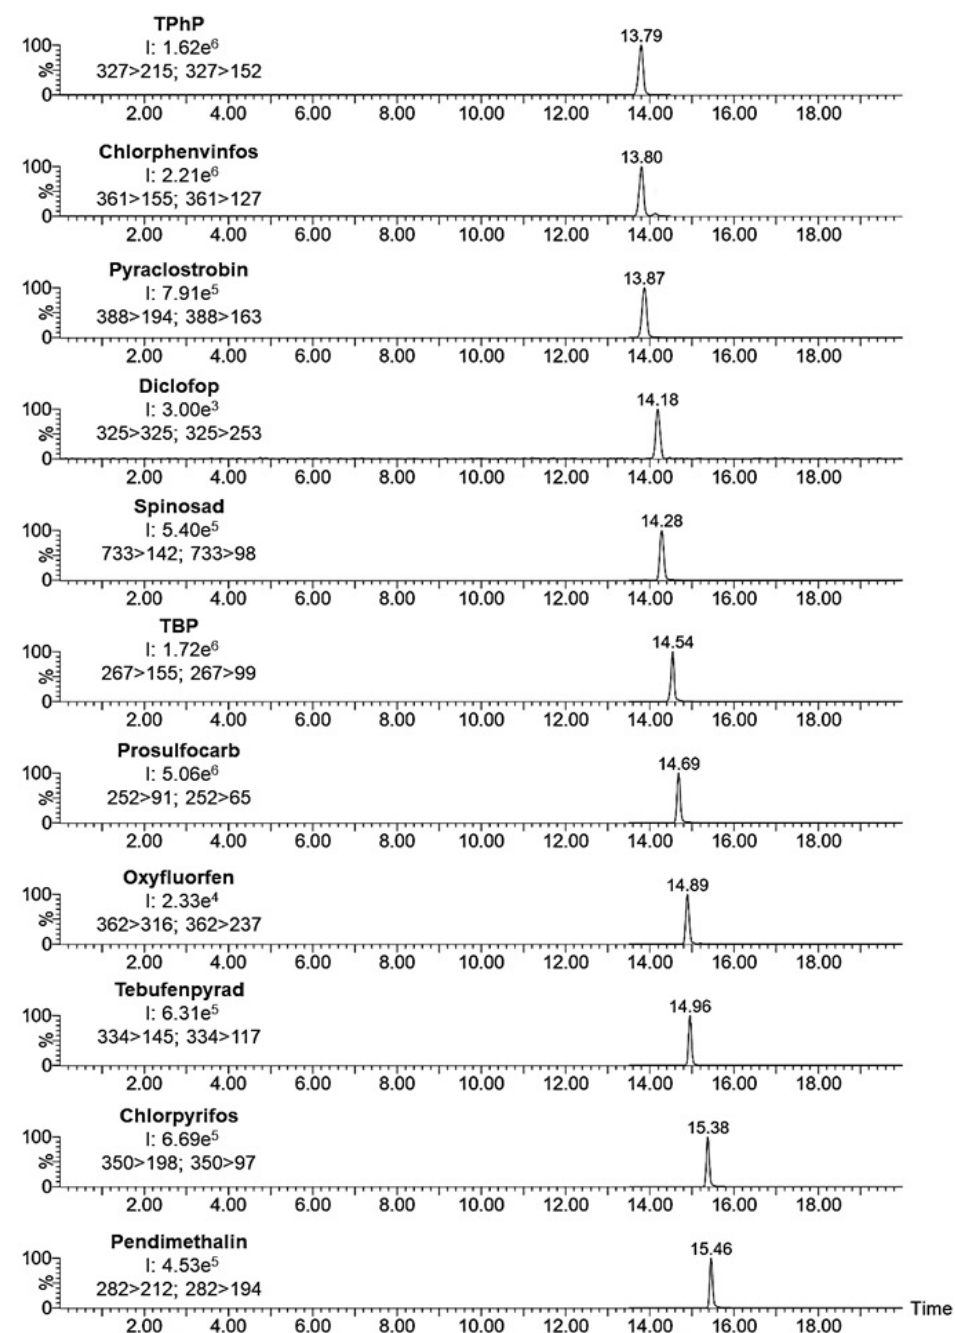 TPhP
I: 1.62e⁶
327>215; 327>152
13.79
100
%
0
2.00 4.00 6.00 8.00 10.00 12.00 14.00 16.00 18.00
Chlorphenvinfos
I: 2.21e⁶
361>155; 361>127
13.80
100
%
0
2.00 4.00 6.00 8.00 10.00 12.00 14.00 16.00 18.00
Pyraclostrobin
I: 7.91e⁵
388>194; 388>163
13.87
100
%
0
2.00 4.00 6.00 8.00 10.00 12.00 14.00 16.00 18.00
Diclofop
I: 3.00e³
325>325; 325>253
14.18
100
%
0
2.00 4.00 6.00 8.00 10.00 12.00 14.00 16.00 18.00
Spinosad
I: 5.40e⁵
733>142; 733>98
14.28
100
%
0
2.00 4.00 6.00 8.00 10.00 12.00 14.00 16.00 18.00
TBP
I: 1.72e⁶
267>155; 267>99
14.54
100
%
0
2.00 4.00 6.00 8.00 10.00 12.00 14.00 16.00 18.00
Prosulfocarb
I: 5.06e⁶
252>91; 252>65
14.69
100
%
0
2.00 4.00 6.00 8.00 10.00 12.00 14.00 16.00 18.00
Oxyfluorfen
I: 2.33e⁴
362>316; 362>237
14.89
100
%
0
2.00 4.00 6.00 8.00 10.00 12.00 14.00 16.00 18.00
Tebufenpyrad
I: 6.31e⁵
334>145; 334>117
14.96
100
%
0
2.00 4.00 6.00 8.00 10.00 12.00 14.00 16.00 18.00
Chlorpyrifos
I: 6.69e⁵
350>198; 350>97
15.38
100
%
0
2.00 4.00 6.00 8.00 10.00 12.00 14.00 16.00 18.00
Pendimethalin
I: 4.53e⁵
282>212; 282>194
15.46
100
%
0
Time
2.00 4.00 6.00 8.00 10.00 12.00 14.00 16.00 18.00